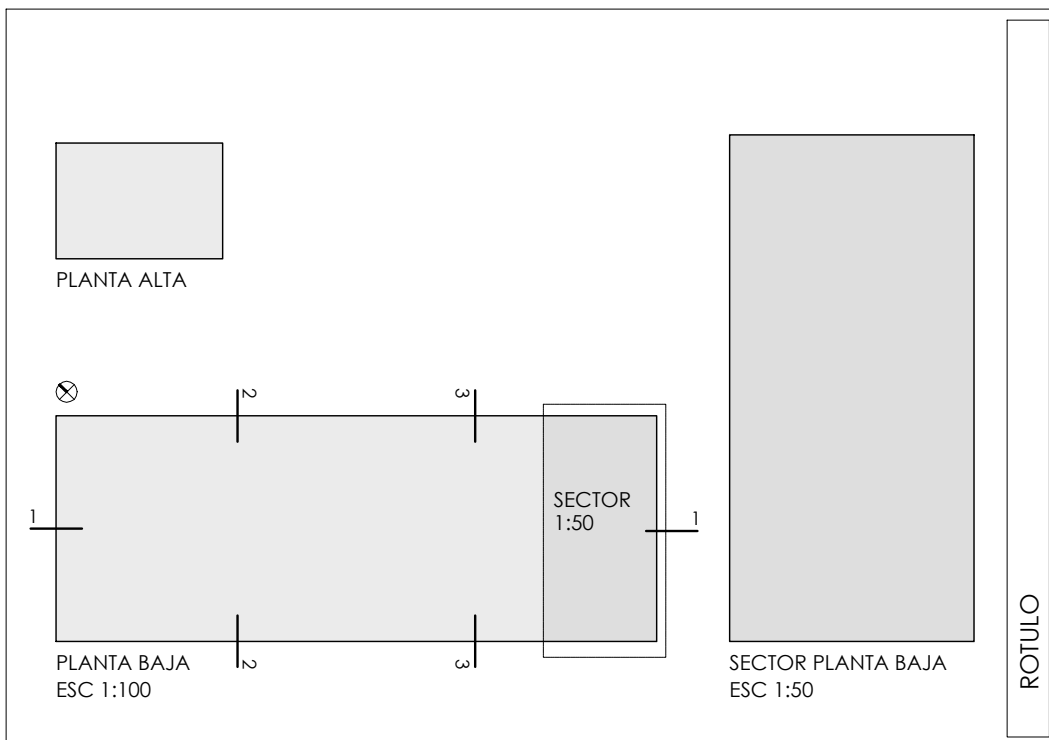 PLANTA ALTA
2
3
SECTOR
1:50
1
1
2
3
PLANTA BAJA
ESC 1:100
SECTOR PLANTA BAJA
ESC 1:50
ROTULO